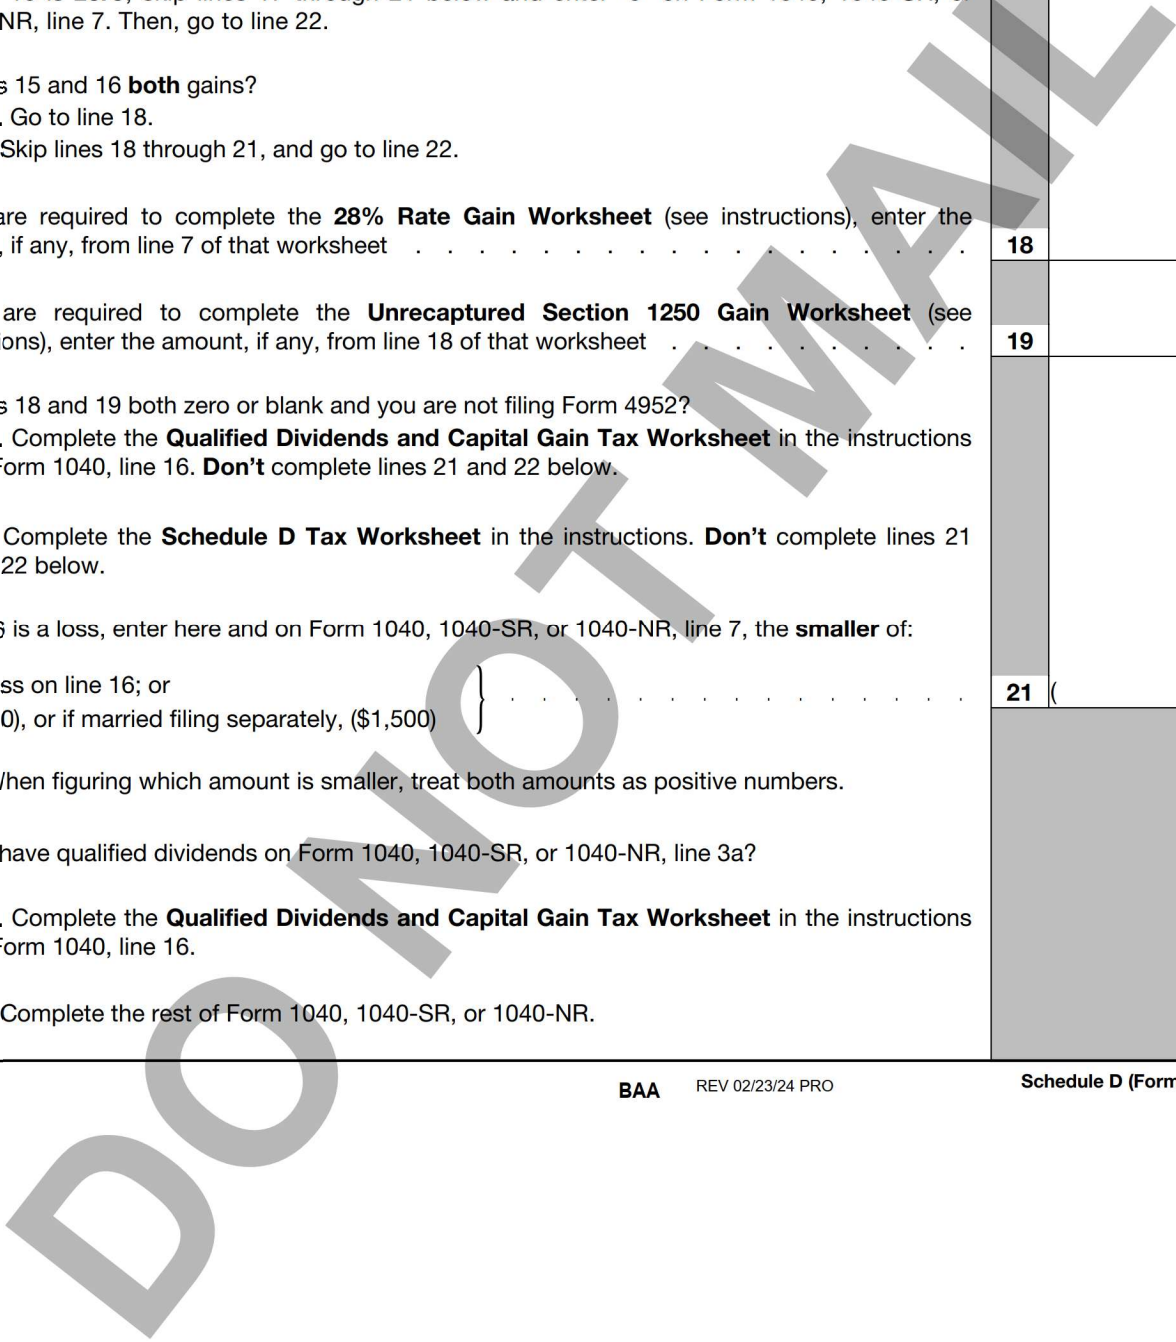 NR, line 7. Then, go to line 22.
s 15 and 16 both gains?
. Go to line 18.
Skip lines 18 through 21, and go to line 22.
are required to complete the 28% Rate Gain Worksheet (see instructions), enter the
, if any, from line 7 of that worksheet . . . . . . . . . . . . . . . . . . 18
are required to complete the Unrecaptured Section 1250 Gain Worksheet (see
ions), enter the amount, if any, from line 18 of that worksheet . . . . . . . . . . 19
s 18 and 19 both zero or blank and you are not filing Form 4952?
. Complete the Qualified Dividends and Capital Gain Tax Worksheet in the instructions
Form 1040, line 16. Don't complete lines 21 and 22 below.
Complete the Schedule D Tax Worksheet in the instructions. Don't complete lines 21
22 below.
6 is a loss, enter here and on Form 1040, 1040-SR, or 1040-NR, line 7, the smaller of:
ss on line 16; or
0), or if married filing separately, ($1,500) } . . . . . . . . . . . . . . . 21 (
When figuring which amount is smaller, treat both amounts as positive numbers.
have qualified dividends on Form 1040, 1040-SR, or 1040-NR, line 3a?
. Complete the Qualified Dividends and Capital Gain Tax Worksheet in the instructions
Form 1040, line 16.
Complete the rest of Form 1040, 1040-SR, or 1040-NR.
BAA REV 02/23/24 PRO Schedule D (Form
DO NOT MAIL